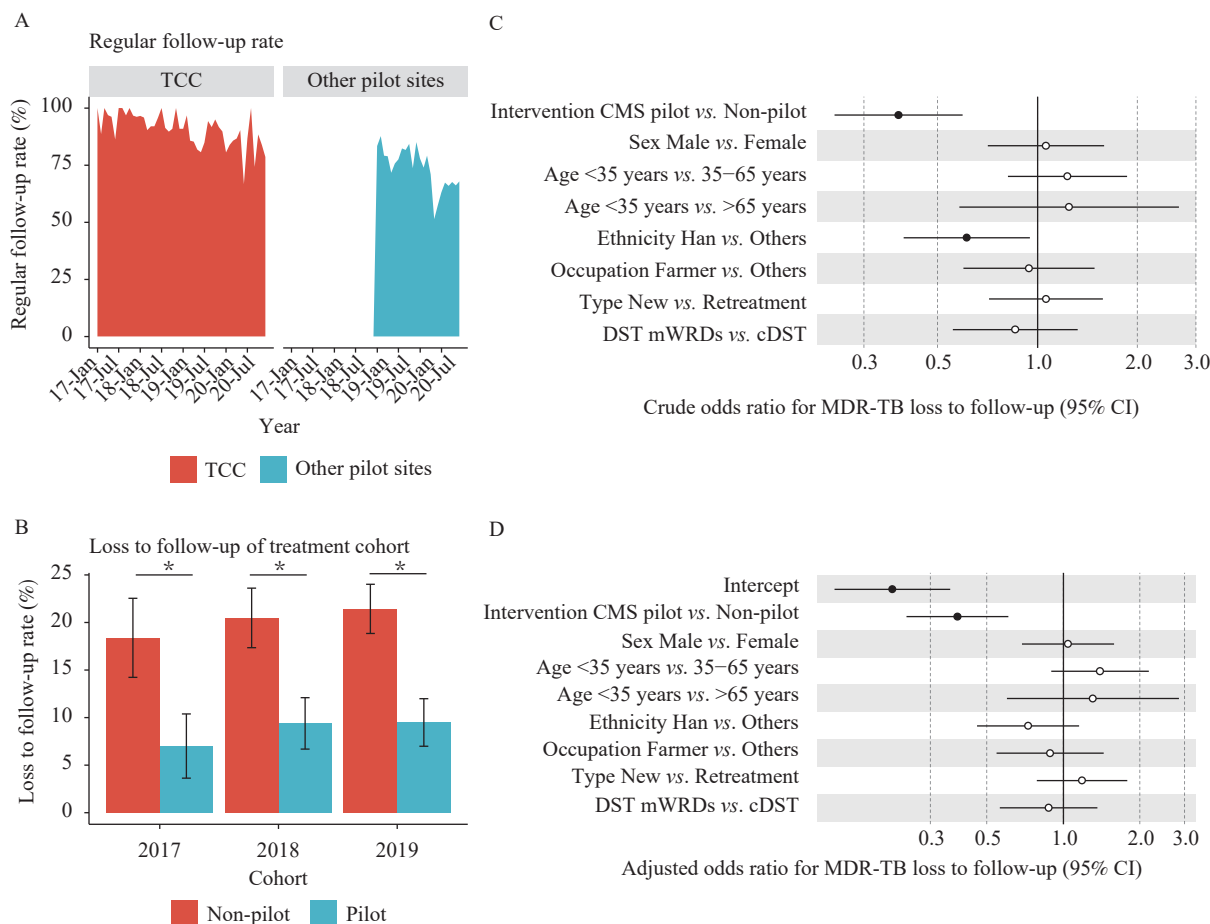 A
Regular follow-up rate
TCC
Other pilot sites
Regular follow-up rate (%)
100
75
50
25
0
17-Jan
17-Jul
18-Jan
18-Jul
19-Jan
19-Jul
20-Jan
20-Jul
17-Jan
17-Jul
18-Jan
18-Jul
19-Jan
19-Jul
20-Jan
20-Jul
Year
TCC
Other pilot sites
B
Loss to follow-up of treatment cohort
Loss to follow-up rate (%)
25
20
15
10
5
0
*
*
*
2017
2018
2019
Cohort
Non-pilot
Pilot
C
Intervention CMS pilot vs. Non-pilot
Sex Male vs. Female
Age <35 years vs. 35−65 years
Age <35 years vs. >65 years
Ethnicity Han vs. Others
Occupation Farmer vs. Others
Type New vs. Retreatment
DST mWRDs vs. cDST
0.3 0.5 1.0 2.0 3.0
Crude odds ratio for MDR-TB loss to follow-up (95% CI)
D
Intercept
Intervention CMS pilot vs. Non-pilot
Sex Male vs. Female
Age <35 years vs. 35−65 years
Age <35 years vs. >65 years
Ethnicity Han vs. Others
Occupation Farmer vs. Others
Type New vs. Retreatment
DST mWRDs vs. cDST
0.3 0.5 1.0 2.0 3.0
Adjusted odds ratio for MDR-TB loss to follow-up (95% CI)